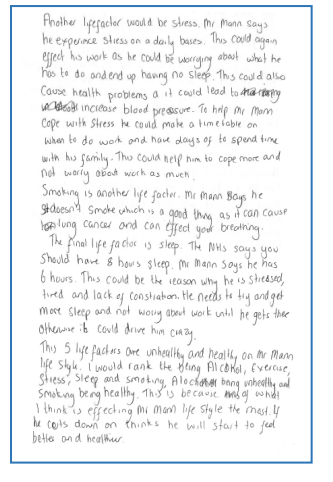 Another lifefactor would be stress. Mr Mann says
he experience stress on a daily bases. This could again
effect his work as he could be worrying about what he
has to do and end up having no sleep. This could also
cause health problems a it could lead to
increase blood pressure. To help Mr Mann
cope with stress he could make a timetable on
when to do work and have days of to spend time
with his family. This could help him to cope more and
not worry about work as much.
Smoking is another life factor. Mr Mann says he
doesn't smoke which is a good thing as it can cause
lung cancer and can effect your breathing.
The final life factor is sleep. The NHS says you
should have 8 hours sleep. Mr Mann says he has
6 hours. This could be the reason why he is stressed,
tired and lack of constration. He needs to try and get
more sleep and not worry about work until he gets there
otherwise it could drive him crazy.
This 5 life factors are unhealthy and healthy on Mr Mann
life style. I would rank the being Alcohol, Exercise,
Stress, Sleep and smoking, Alochol being unhealthy and
Smoking being healthy. This is because of what
I think is effecting Mr Mann life style the most. If
he cuts down on thinks he will start to feel
better and healthier.